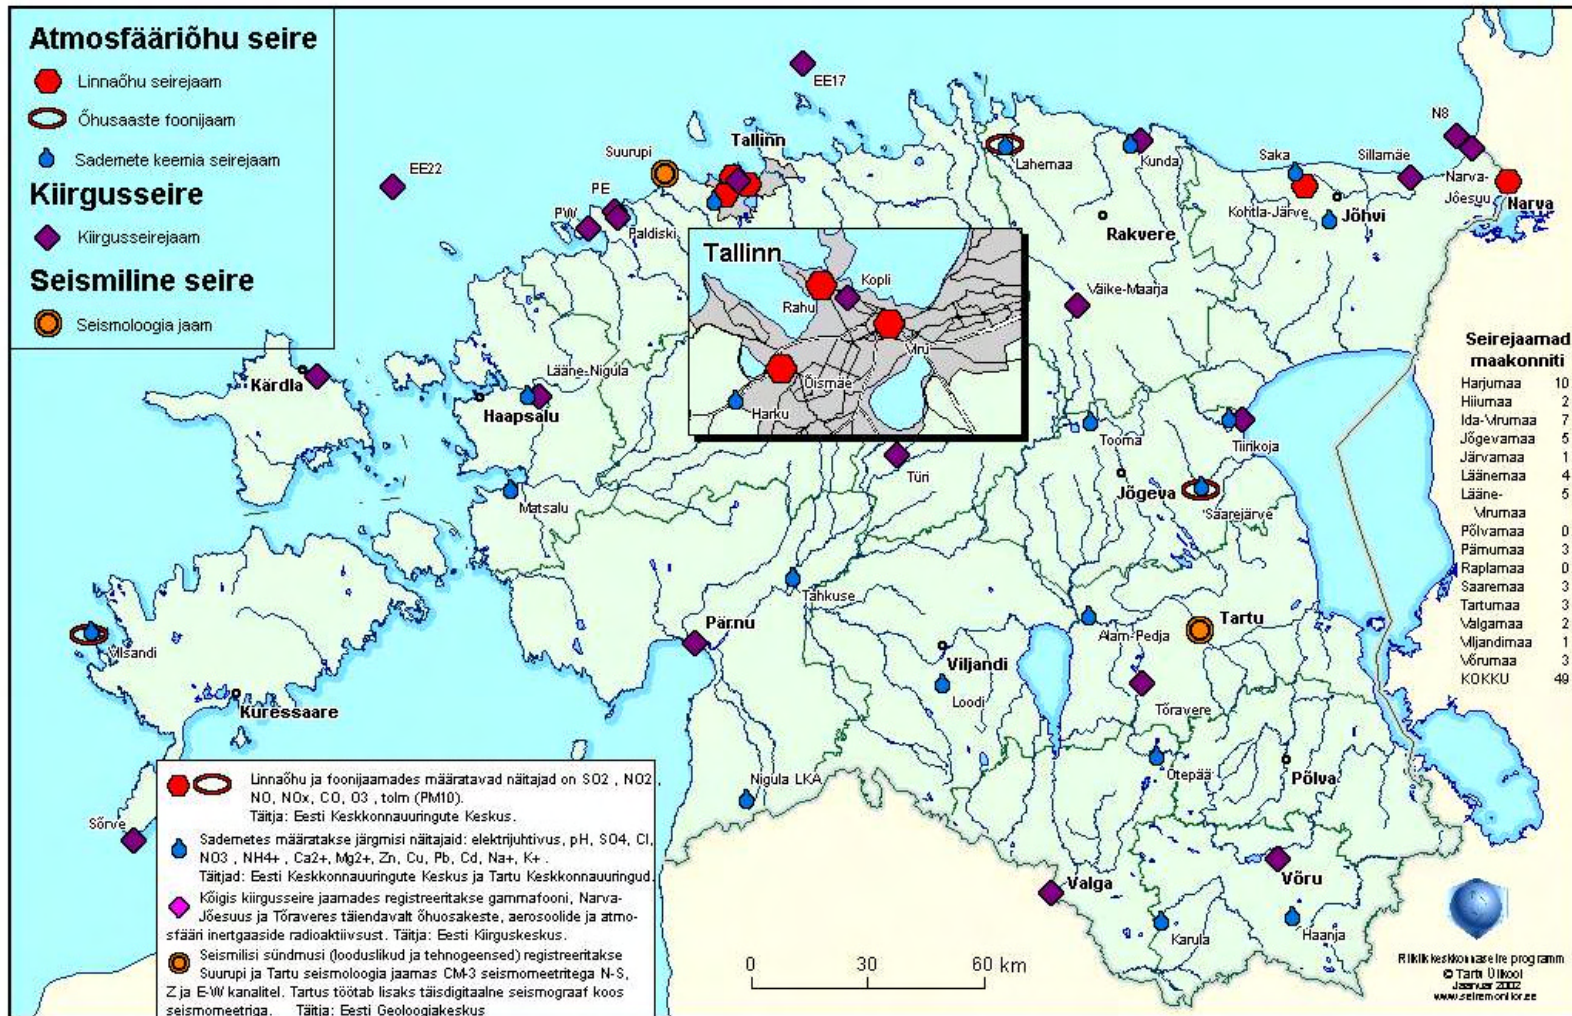 Atmosfääriõhu seire
Linnaõhu seirejaam
Õhusaaste foonijaam
Sademete keemia seirejaam
Kiirgusseire
Kiirgusseirejaam
Seismiline seire
Seismoloogia jaam
EE17
EE22
Suurupi
Tallinn
PE
PW
Paldiski
Lahemaa
Kunda
Saka
Sillamäe
N8
Narva-
Jõesuu
Narva
Kohtla-Järve
Jõhvi
Rakvere
Väike-Maarja
Tallinn
Kopli
Rahu
Viru
Õismäe
Harku
Kärdla
Lääne-Nigula
Haapsalu
Matsalu
Türi
Tooma
Tiirikoja
Jõgeva
Saarejärve
Tahkuse
Pärnu
Viljandi
Loodi
Alam-Pedja
Tartu
Tõravere
Otepää
Põlva
Vilsandi
Kuressaare
Sõrve
Nigula LKA
Valga
Võru
Karula
Haanja
Seirejaamad
maakonniti
Harjumaa 10
Hiiumaa 2
Ida-Virumaa 7
Jõgevamaa 5
Järvamaa 1
Läänemaa 4
Lääne- 5
Virumaa
Põlvamaa 0
Pärnumaa 3
Raplamaa 0
Saaremaa 3
Tartumaa 3
Valgamaa 2
Viljandimaa 1
Võrumaa 3
KOKKU 49
Linnaõhu ja foonijaamades määratavad näitajad on SO2 , NO2 ,
NO, NOx, CO, O3 , tolm (PM10).
Täitja: Eesti Keskkonnauuringute Keskus.
Sademetes määratakse järgmisi näitajaid: elektrijuhtivus, pH, SO4, Cl,
NO3 , NH4+ , Ca2+, Mg2+, Zn, Cu, Pb, Cd, Na+, K+ .
Täitjad: Eesti Keskkonnauuringute Keskus ja Tartu Keskkonnauuringud.
Kõigis kiirgusseire jaamades registreeritakse gammafooni, Narva-
Jõesuus ja Tõraveres täiendavalt õhuosakeste, aerosoolide ja atmo-
sfääri inertgaaside radioaktiivsust. Täitja: Eesti Kiirguskeskus.
Seismilisi sündmusi (looduslikud ja tehnogeensed) registreeritakse
Suurupi ja Tartu seismoloogia jaamas CM-3 seismomeetritega N-S,
Z ja E-W kanalitel. Tartus töötab lisaks täisdigitaalne seismograaf koos
seismomeetriga. Täitja: Eesti Geoloogiakeskus
0 30 60 km
Riiklik keskkonnaseire programm
© Tartu Ülikool
Jaanuar 2002
www.seiremonitor.ee